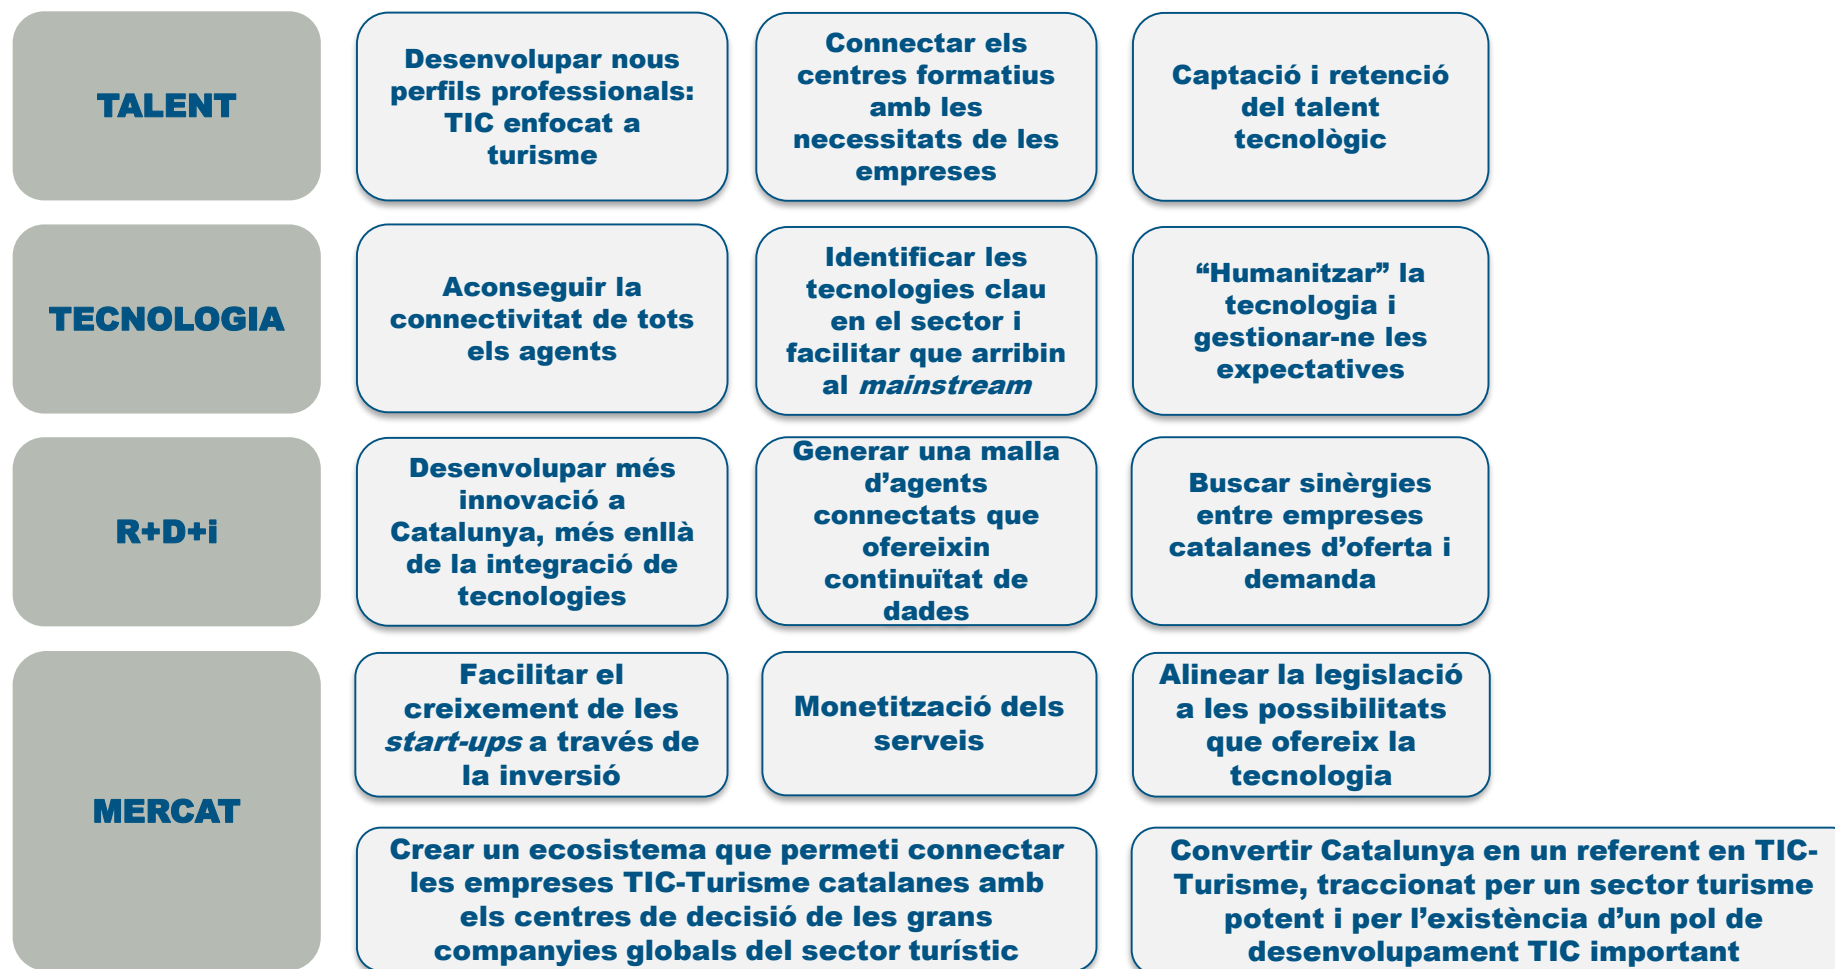 TALENT
Desenvolupar nous
perfils professionals:
TIC enfocat a
turisme
Connectar els
centres formatius
amb les
necessitats de les
empreses
Captació i retenció
del talent
tecnològic
TECNOLOGIA
Aconseguir la
connectivitat de tots
els agents
Identificar les
tecnologies clau
en el sector i
facilitar que arribin
al mainstream
“Humanitzar” la
tecnologia i
gestionar-ne les
expectatives
R+D+i
Desenvolupar més
innovació a
Catalunya, més enllà
de la integració de
tecnologies
Generar una malla
d’agents
connectats que
ofereixin
continuïtat de
dades
Buscar sinèrgies
entre empreses
catalanes d’oferta i
demanda
MERCAT
Facilitar el
creixement de les
start-ups a través de
la inversió
Monetització dels
serveis
Alinear la legislació
a les possibilitats
que ofereix la
tecnologia
Crear un ecosistema que permeti connectar
les empreses TIC-Turisme catalanes amb
els centres de decisió de les grans
companyies globals del sector turístic
Convertir Catalunya en un referent en TIC-
Turisme, traccionat per un sector turisme
potent i per l’existència d’un pol de
desenvolupament TIC important